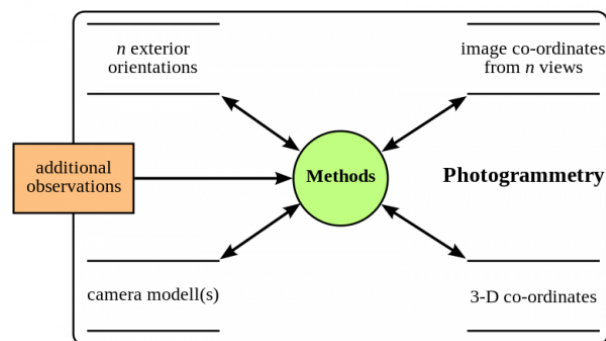 n exterior
orientations
image co-ordinates
from n views
additional
observations
Methods
Photogrammetry
camera modell(s)
3-D co-ordinates